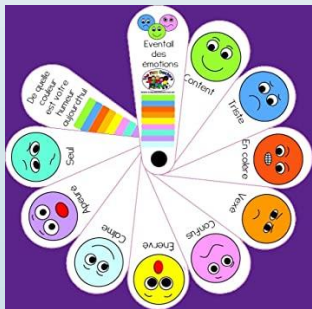 Eventail
des
émotions
Content
Triste
En colère
Vexé
Confus
Enervé
Calme
Apeuré
Seul
De quelle
couleur
est votre
humeur
aujourd'hui